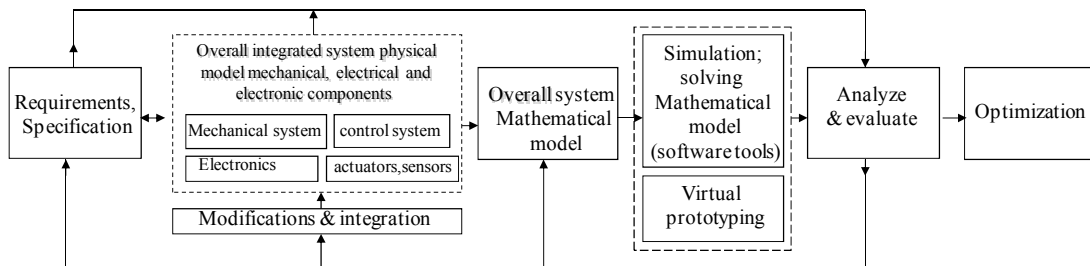 Requirements,
Specification
Overall integrated system physical
model mechanical, electrical and
electronic components
Mechanical system
control system
Electronics
actuators,sensors
Modifications & integration
Overall system
Mathematical
model
Simulation;
solving
Mathematical
model
(software tools)
Virtual
prototyping
Analyze
& evaluate
Optimization